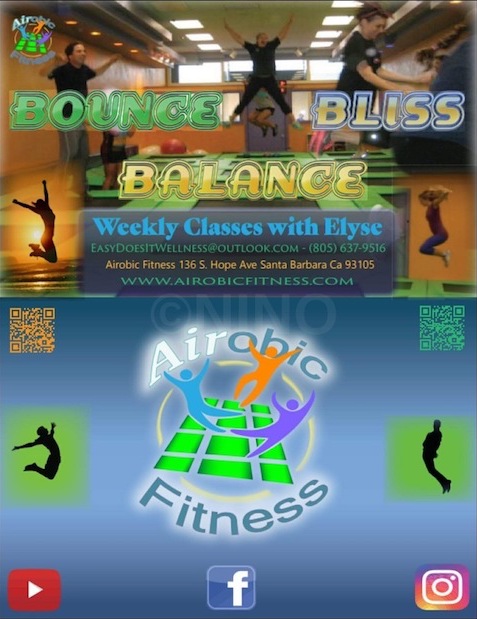 Airobic
Fitness
BOUNCE BLISS
BALANCE
Weekly Classes with Elyse
EasyDoesItWellness@outlook.com - (805) 637-9516
Airobic Fitness 136 S. Hope Ave Santa Barbara Ca 93105
www.airobicfitness.com
©NINO
Airobic
Fitness
f